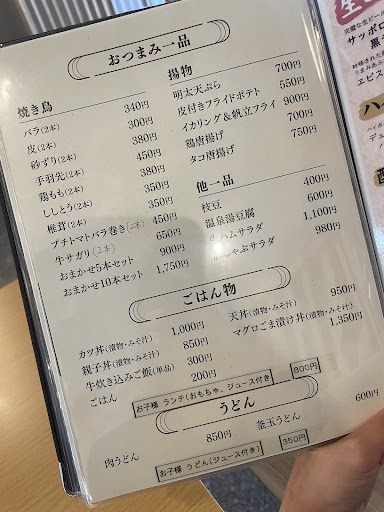 おつまみ一品
焼き鳥
バラ(2本) 340円
皮(2本) 300円
砂ずり(2本) 380円
手羽先(2本) 450円
鶏もも(2本) 380円
ししとう(2本) 350円
椎茸(2本) 350円
プチトマトバラ巻き(2本) 450円
牛サガリ(2本) 650円
おまかせ5本セット 900円
おまかせ10本セット 1,750円
揚物
明太天ぷら 700円
皮付きフライドポテト 550円
イカリング&帆立フライ 900円
鶏唐揚げ 700円
タコ唐揚げ 750円
他一品
枝豆 400円
温泉湯豆腐 600円
ハムサラダ 1,100円
しゃぶサラダ 980円
ごはん物
カツ丼(漬物・みそ汁) 1,000円
親子丼(漬物・みそ汁) 850円
牛炊き込みご飯(単品) 300円
ごはん 200円
天丼(漬物・みそ汁) 950円
マグロごま漬け丼(漬物・みそ汁) 1,350円
お子様 ランチ(おもちゃ、ジュース付き) 800円
うどん
肉うどん 850円
釜玉うどん 600
お子様 うどん(ジュース付き) 350円
サッポロ